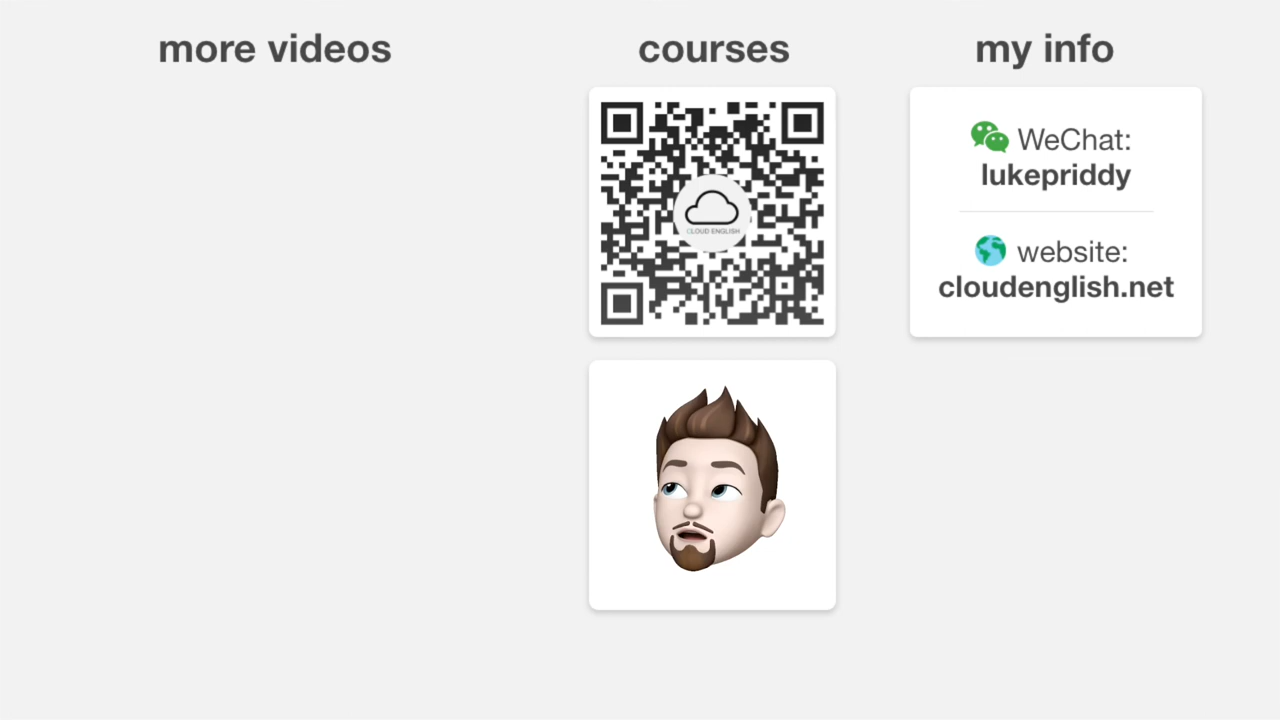 more videos
courses
my info
CLOUD ENGLISH
WeChat:
lukepriddy
website:
cloudenglish.net